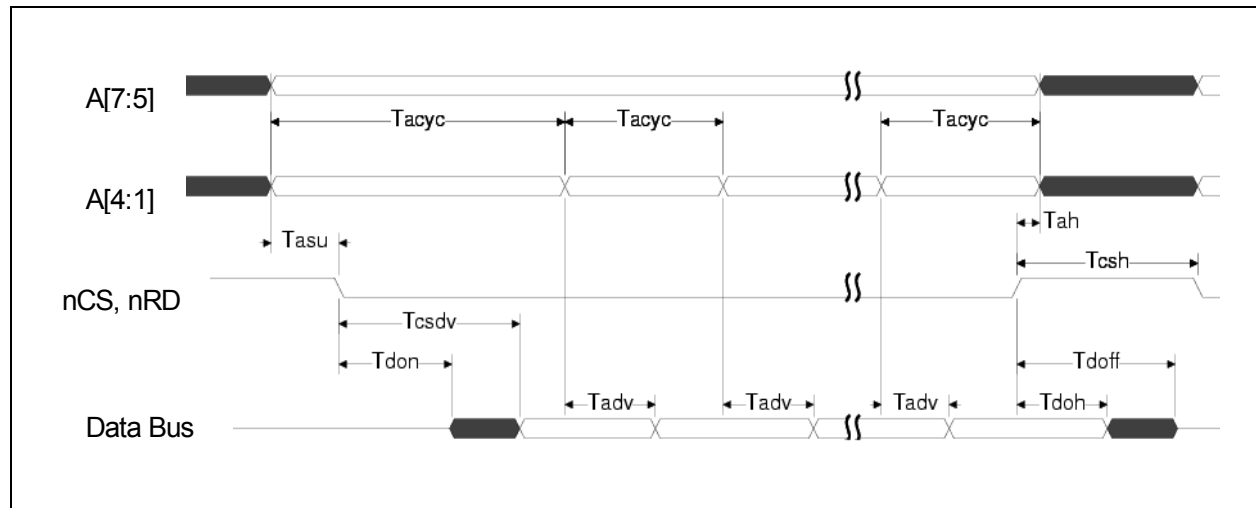 A[7:5]
Tacyc Tacyc Tacyc
A[4:1]
Tah
Tasu
Tcsh
nCS, nRD
Tcsdv
Tdon Tdoff
Tadv Tadv Tadv Tdoh
Data Bus